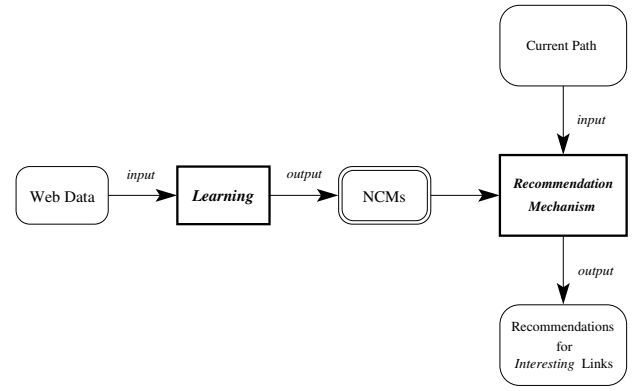 Current Path
input
input
output
Web Data
Learning
NCMs
Recommendation
Mechanism
output
Recommendations
for
Interesting Links